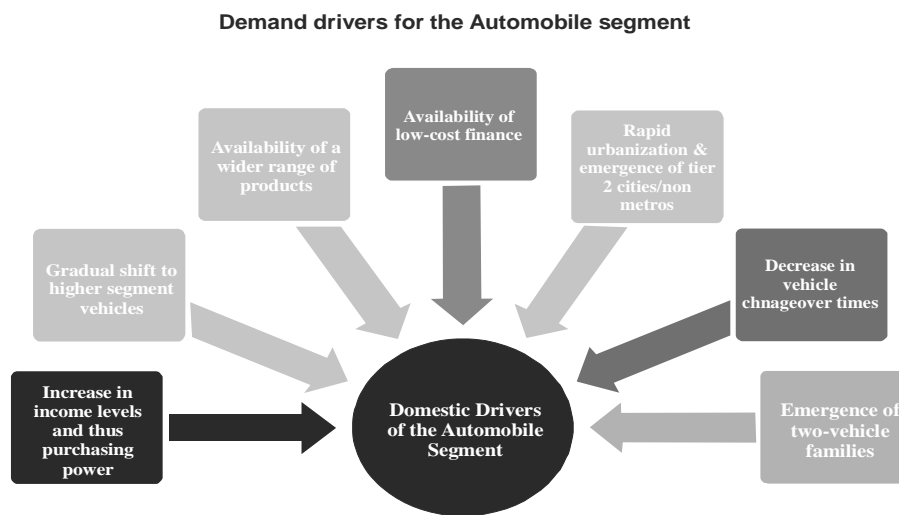 Demand drivers for the Automobile segment
Availability of
low-cost finance
Availability of a
wider range of
products
Rapid
urbanization &
emergence of tier
2 cities/non
metros
Gradual shift to
higher segment
vehicles
Decrease in
vehicle
chnageover times
Increase in
income levels
and thus
purchasing
power
Domestic Drivers
of the Automobile
Segment
Emergence of
two-vehicle
families